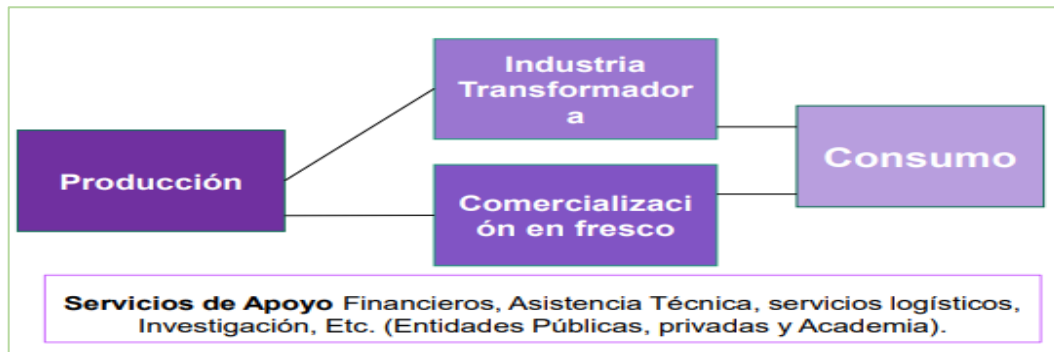 Industria
Transformador
a
Producción
Consumo
Comercializaci
ón en fresco
Servicios de Apoyo Financieros, Asistencia Técnica, servicios logísticos,
Investigación, Etc. (Entidades Públicas, privadas y Academia).